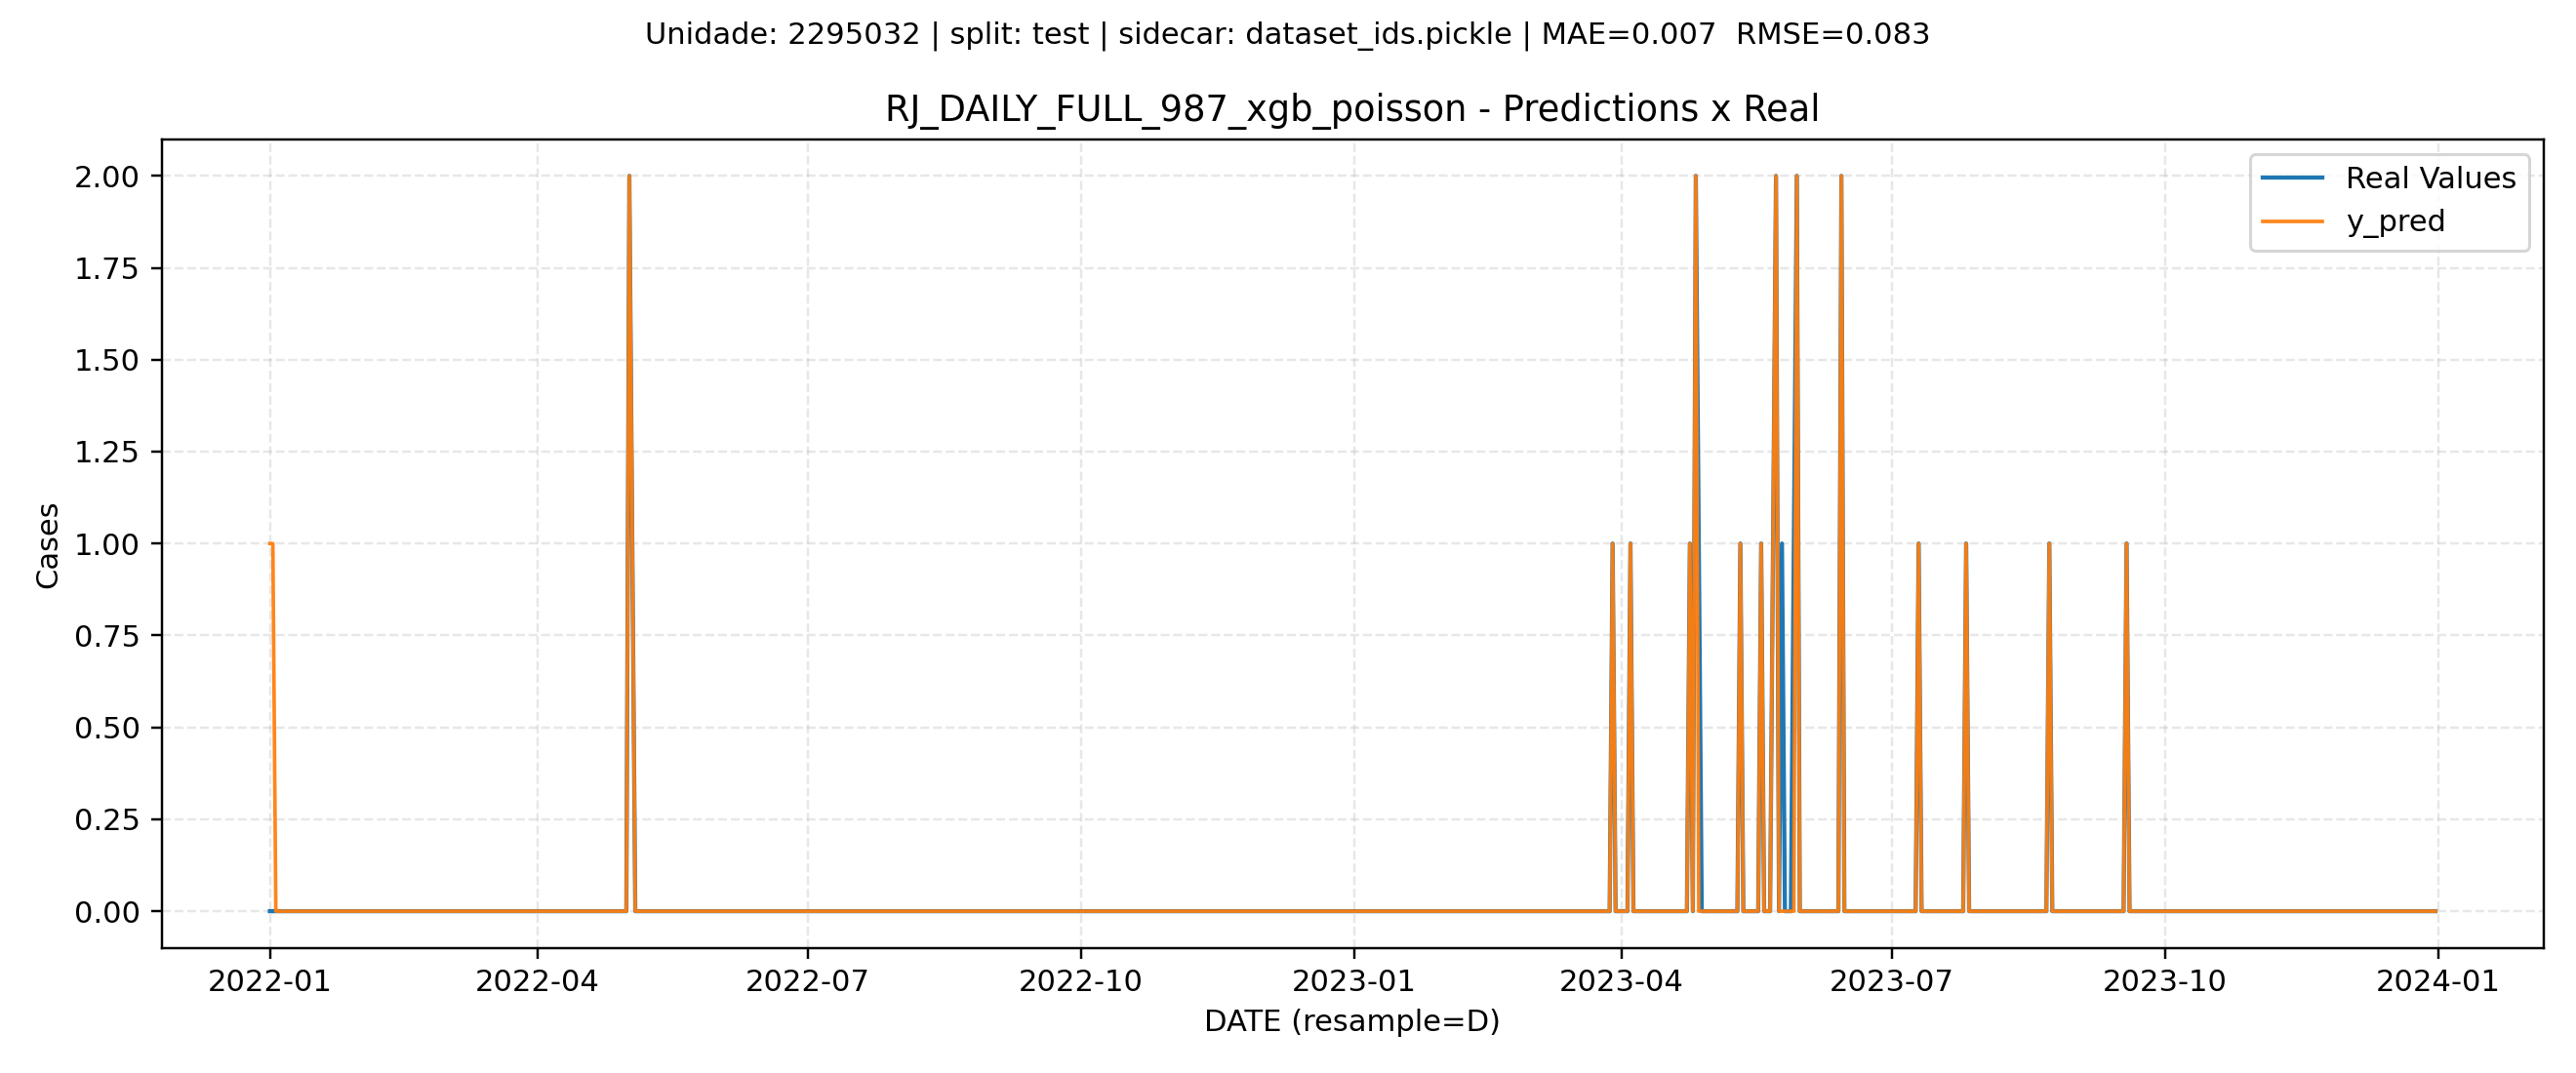 Unidade: 2295032 | split: test | sidecar: dataset_ids.pickle | MAE=0.007  RMSE=0.083
RJ_DAILY_FULL_987_xgb_poisson - Predictions x Real
Real Values
y_pred
2.00
1.75
1.50
1.25
1.00
0.75
0.50
0.25
0.00
Cases
2022-01 2022-04 2022-07 2022-10 2023-01 2023-04 2023-07 2023-10 2024-01
DATE (resample=D)